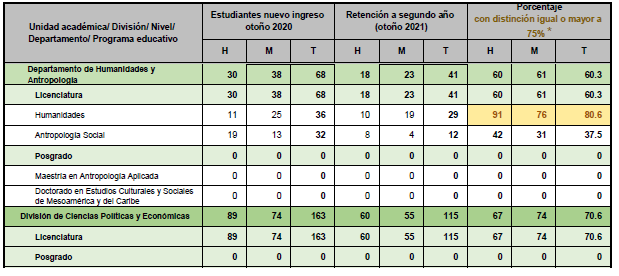 Unidad académica/ División/ Nivel/ Departamento/ Programa educativo | Estudiantes nuevo ingreso otoño 2020 | Retención a segundo año (otoño 2021) | Porcentaje con distinción igual o mayor a 75% *
H M T H M T H M T
Departamento de Humanidades y Antropología 30 38 68 18 23 41 60 61 60.3
Licenciatura 30 38 68 18 23 41 60 61 60.3
Humanidades 11 25 36 10 19 29 91 76 80.6
Antropología Social 19 13 32 8 4 12 42 31 37.5
Posgrado 0 0 0 0 0 0 0 0 0
Maestría en Antropología Aplicada 0 0 0 0 0 0 0 0 0
Doctorado en Estudios Culturales y Sociales de Mesoamérica y del Caribe 0 0 0 0 0 0 0 0 0
División de Ciencias Políticas y Económicas 89 74 163 60 55 115 67 74 70.6
Licenciatura 89 74 163 60 55 115 67 74 70.6
Posgrado 0 0 0 0 0 0 0 0 0